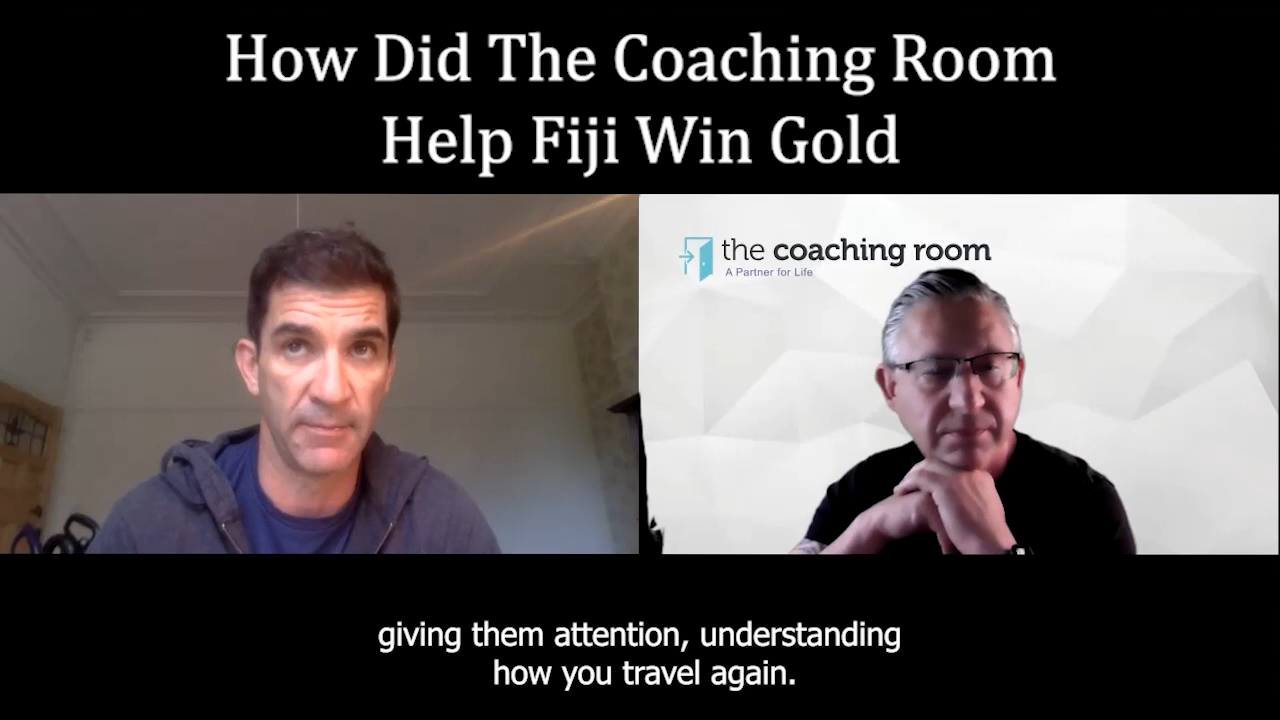 How Did The Coaching Room
Help Fiji Win Gold
the coaching room
A Partner for Life
giving them attention, understanding
how you travel again.